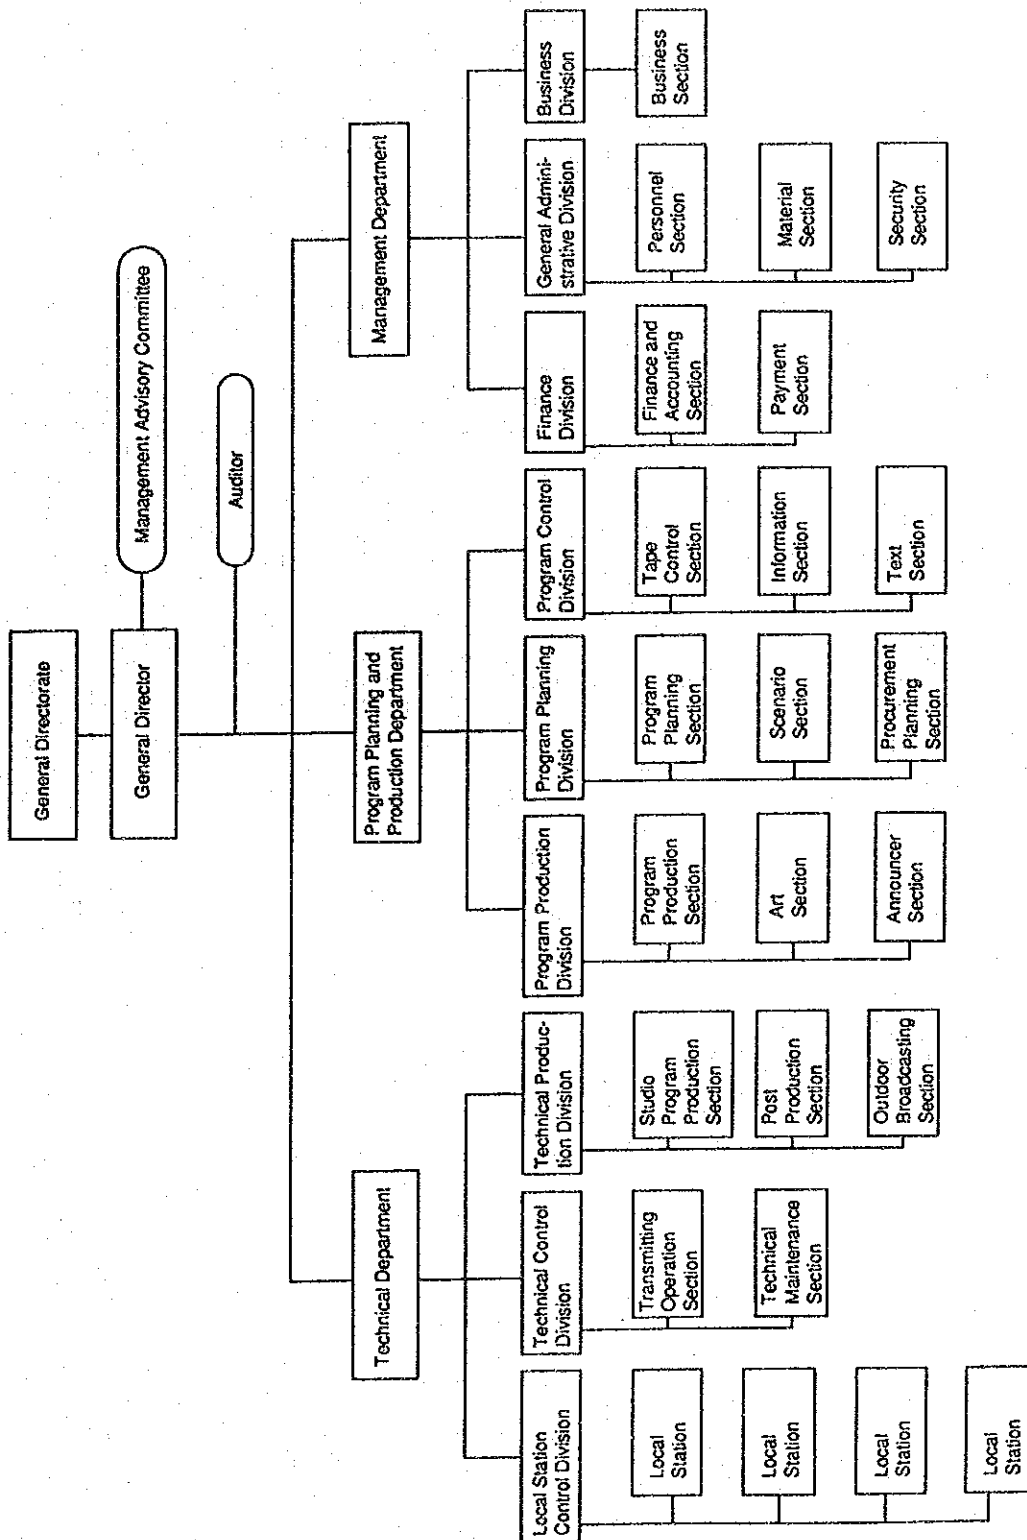 General Directorate
General Director
Management Advisory Committee
Auditor
Technical Department
Program Planning and
Production Department
Management Department
Local Station
Control Division
Technical Control
Division
Technical Produc-
tion Division
Program Production
Division
Program Planning
Division
Program Control
Division
Finance
Division
General Admini-
strative Division
Business
Division
Local
Station
Local
Station
Local
Station
Local
Station
Transmitting
Operation
Section
Technical
Maintenance
Section
Studio
Program
Production
Section
Post
Production
Section
Outdoor
Broadcasting
Section
Program
Production
Section
Art
Section
Announcer
Section
Program
Planning
Section
Scenario
Section
Procurement
Planning
Section
Tape
Control
Section
Information
Section
Text
Section
Finance and
Accounting
Section
Payment
Section
Personnel
Section
Material
Section
Security
Section
Business
Section